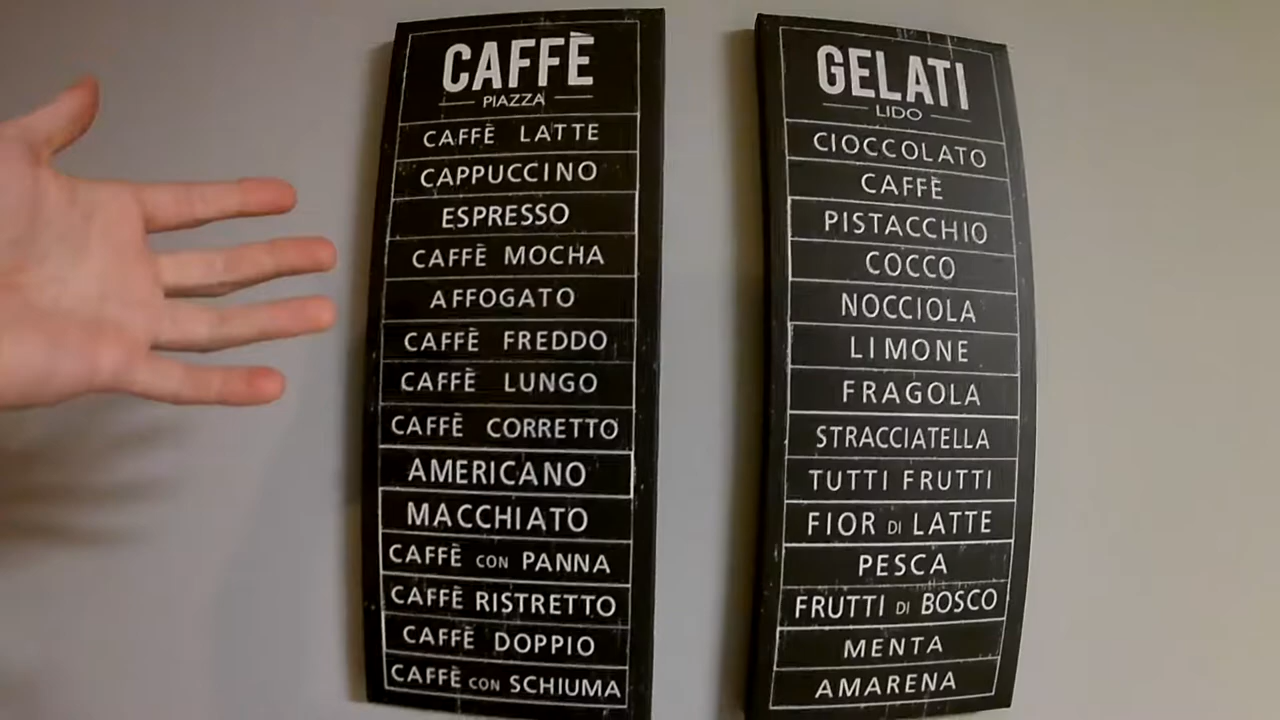 CAFFÈ
PIAZZA
CAFFÈ LATTE
CAPPUCCINO
ESPRESSO
CAFFÈ MOCHA
AFFOGATO
CAFFÈ FREDDO
CAFFÈ LUNGO
CAFFÈ CORRETTO
AMERICANO
MACCHIATO
CAFFÈ CON PANNA
CAFFÈ RISTRETTO
CAFFÈ DOPPIO
CAFFÈ CON SCHIUMA
GELATI
LIDO
CIOCCOLATO
CAFFÈ
PISTACCHIO
COCCO
NOCCIOLA
LIMONE
FRAGOLA
STRACCIATELLA
TUTTI FRUTTI
FIOR DI LATTE
PESCA
FRUTTI DI BOSCO
MENTA
AMARENA